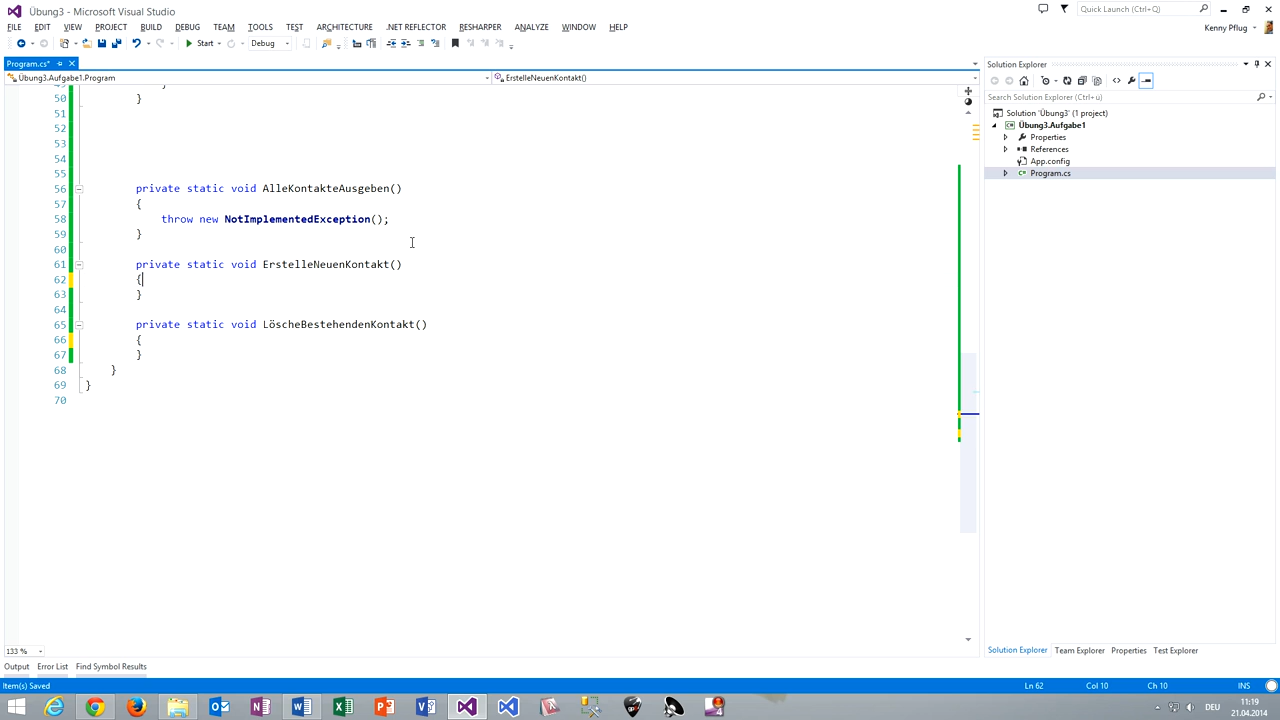 Übung3 - Microsoft Visual Studio
Quick Launch (Ctrl+Q)
FILE EDIT VIEW PROJECT BUILD DEBUG TEAM TOOLS TEST ARCHITECTURE .NET REFLECTOR RESHARPER ANALYZE WINDOW HELP
Kenny Pflug
Start Debug
Program.cs*
Solution Explorer
Übung3.Aufgabe1.Program
ErstelleNeuenKontakt()
Search Solution Explorer (Ctrl+ü)
Solution 'Übung3' (1 project)
Übung3.Aufgabe1
Properties
References
App.config
Program.cs
49 }
50 }
51
52
53
54
55
56 private static void AlleKontakteAusgeben()
57 {
58 throw new NotImplementedException();
59 }
60
61 private static void ErstelleNeuenKontakt()
62 {
63 }
64
65 private static void LöscheBestehendenKontakt()
66 {
67 }
68 }
69 }
70
133 %
Solution Explorer Team Explorer Properties Test Explorer
Output Error List Find Symbol Results
Item(s) Saved Ln 62 Col 10 Ch 10 INS
DEU 11:19
21.04.2014